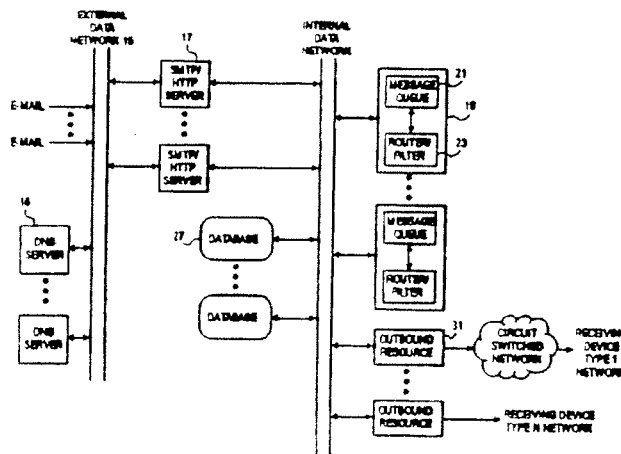 EXTERNAL
DATA
NETWORK 15
INTERNAL
DATA
NETWORK
17
SMTP/
HTTP
SERVER
E-MAIL
E-MAIL
SMTP/
HTTP
SERVER
MESSAGE
QUEUE
21
19
ROUTER/
FILTER
23
DNS
SERVER
27
DATABASE
MESSAGE
QUEUE
ROUTER/
FILTER
DNS
SERVER
DATABASE
OUTBOUND
RESOURCE
31
CIRCUIT
SWITCHED
NETWORK
RECEIVING
DEVICE
TYPE 1
NETWORK
OUTBOUND
RESOURCE
RECEIVING DEVICE
TYPE N NETWORK